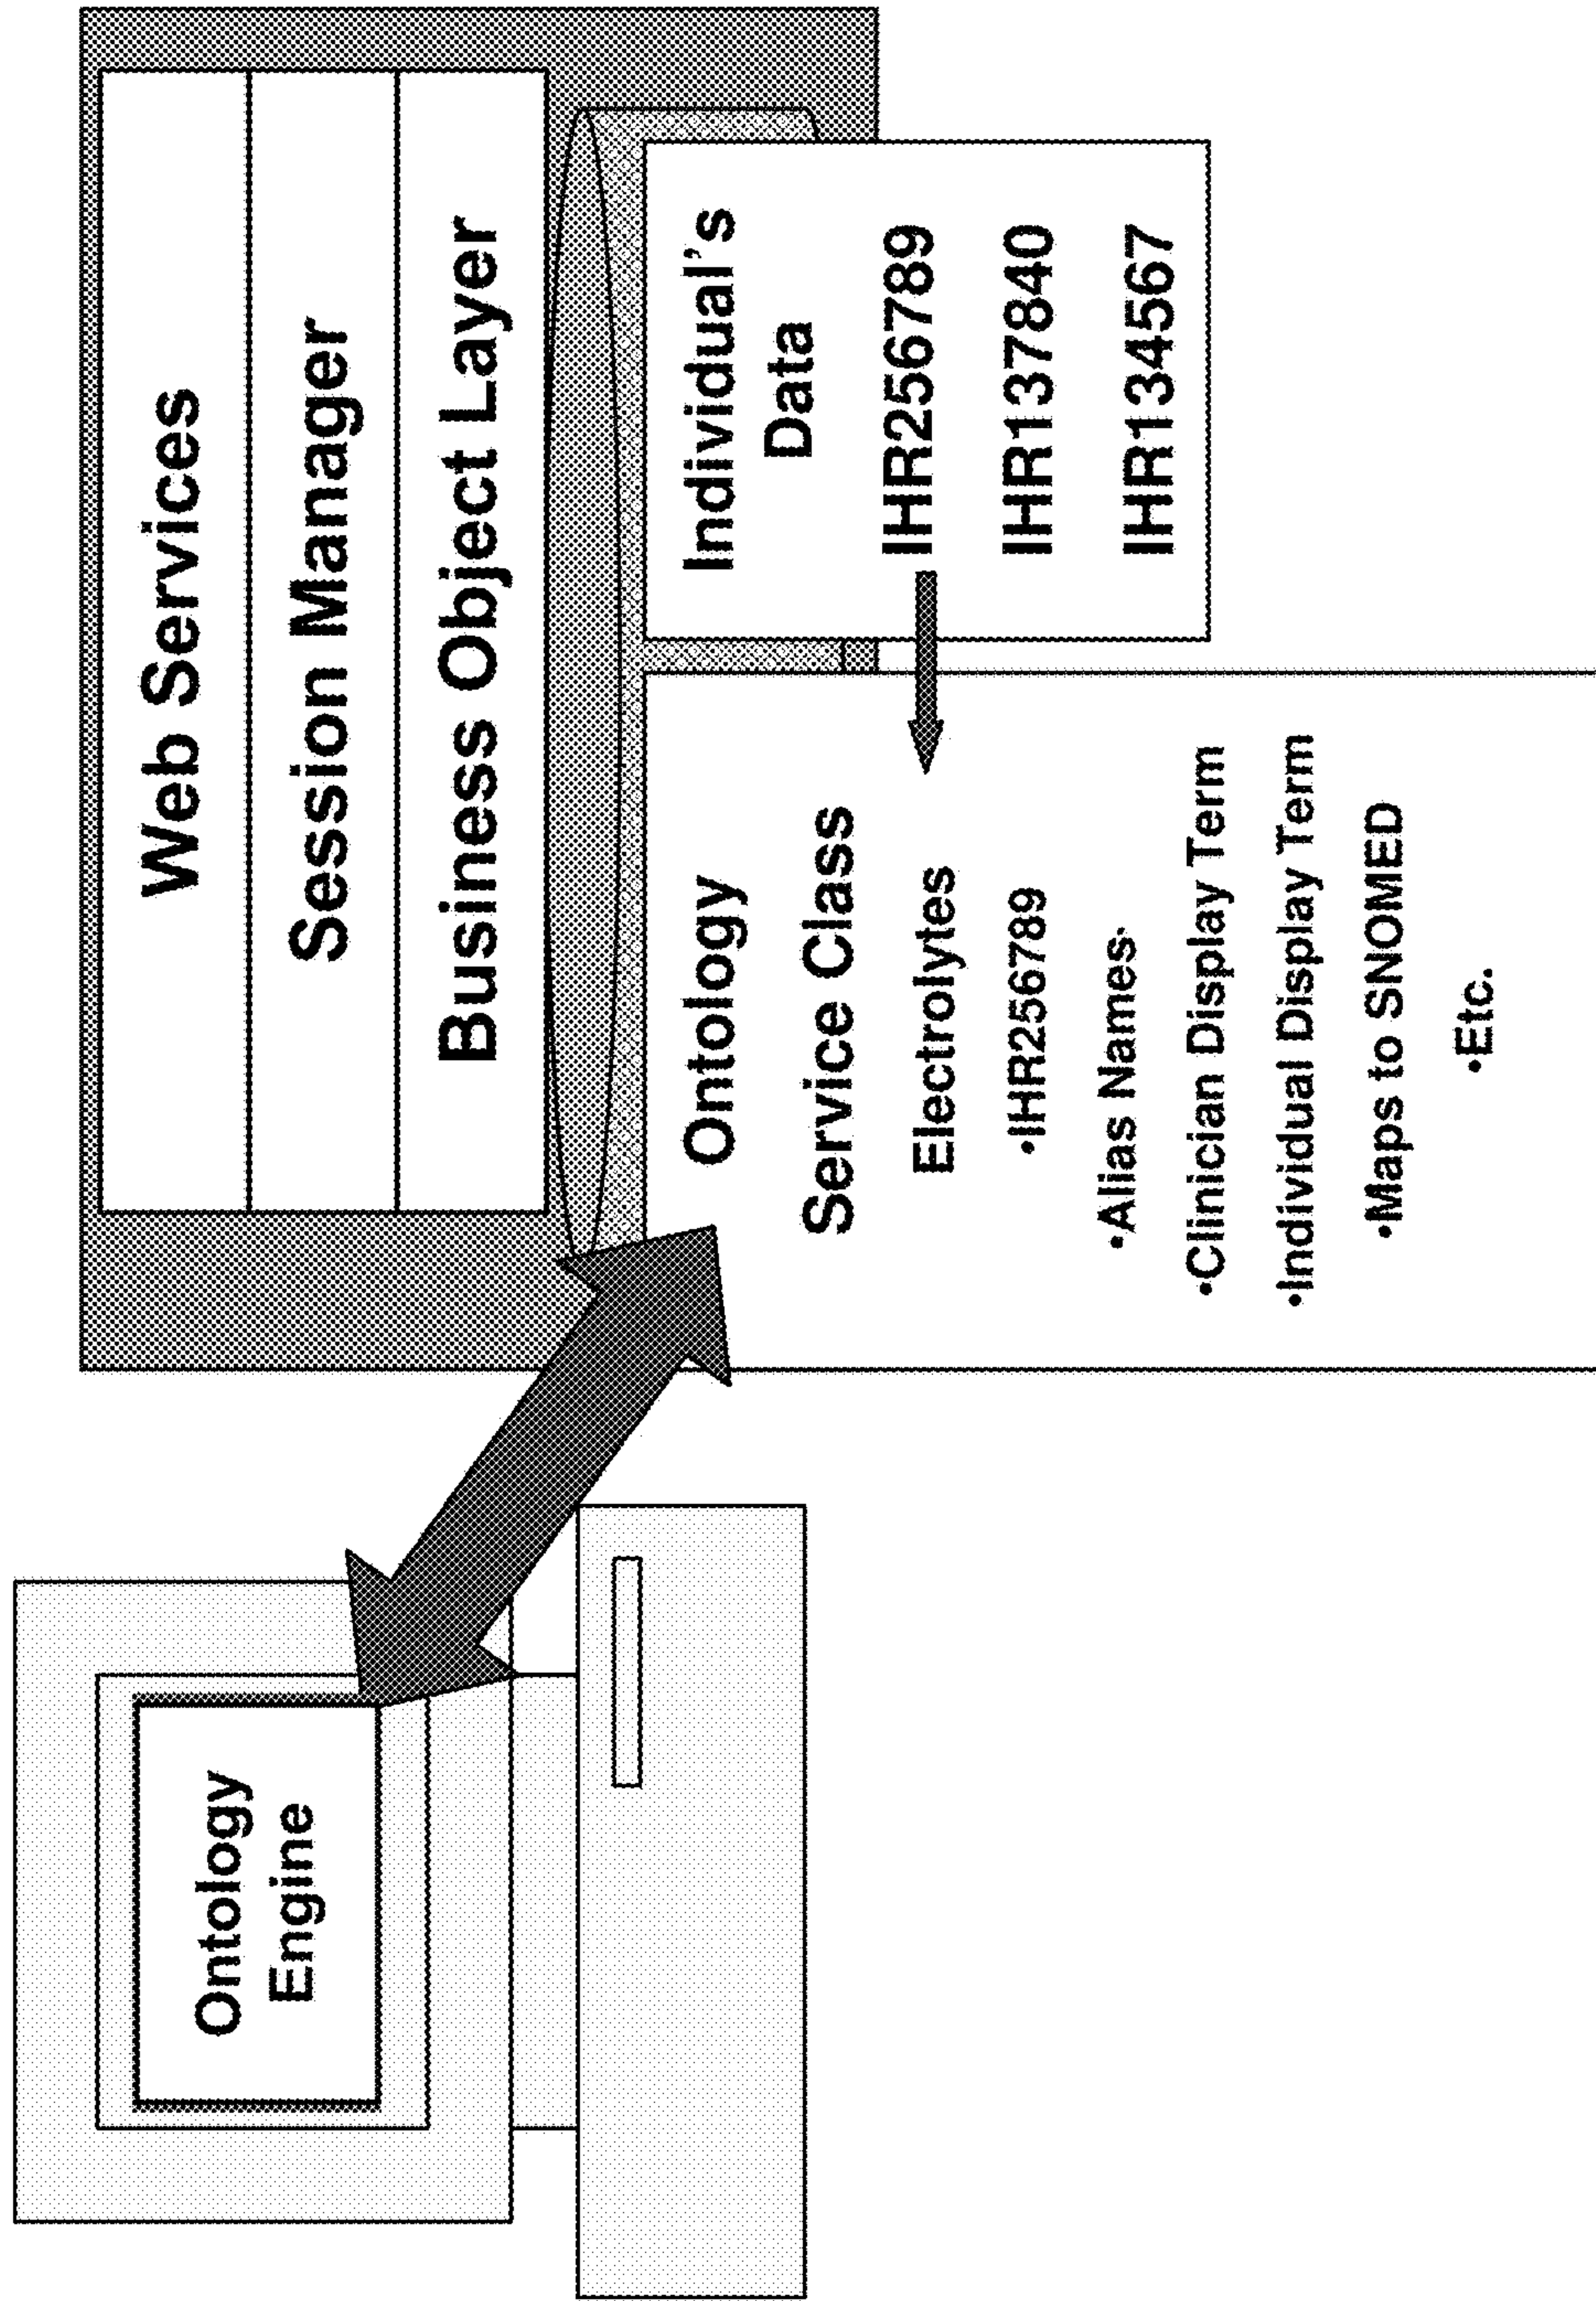 Ontology
Engine
Web Services
Session Manager
Business Object Layer
Ontology
Service Class
Electrolytes
•IHR256789
•Alias Names
•Clinician Display Term
•Individual Display Term
•Maps to SNOMED
•Etc.
Individual's
Data
IHR256789
IHR137840
IHR134567